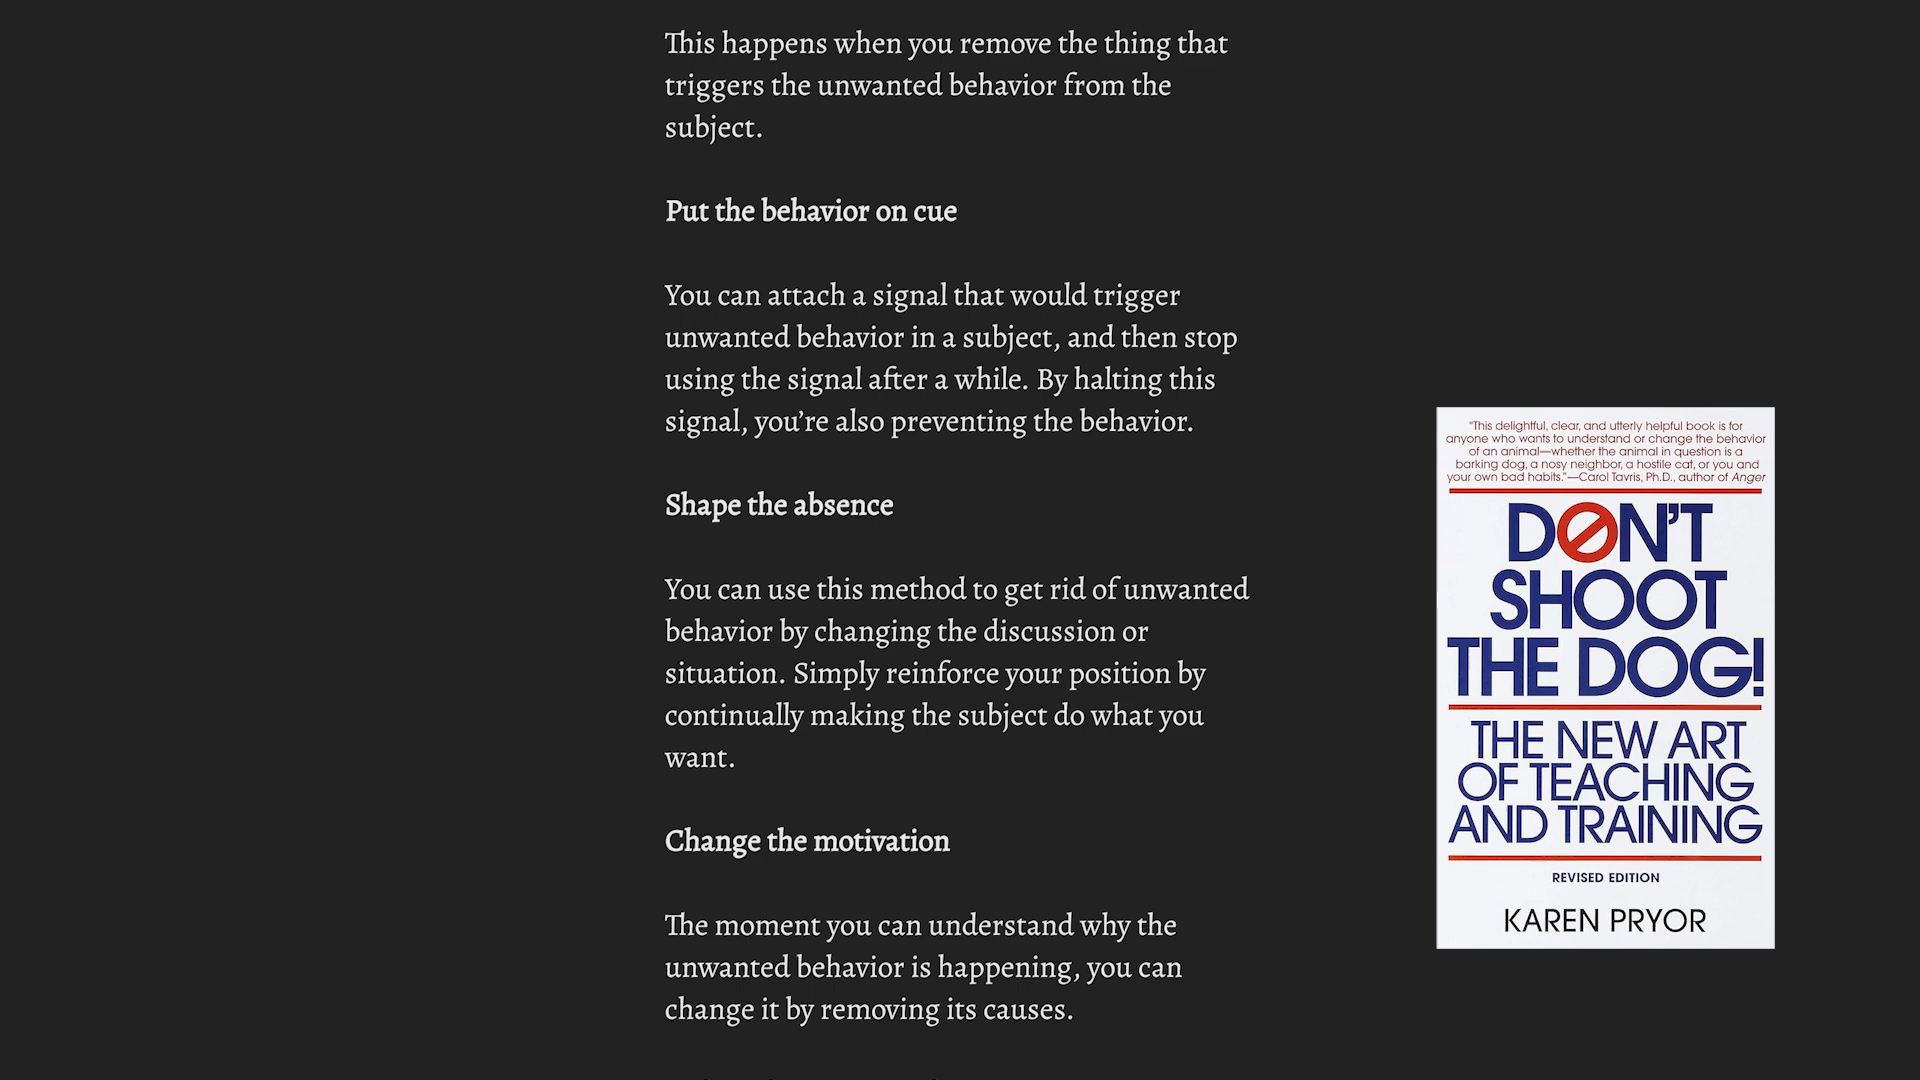 This happens when you remove the thing that
triggers the unwanted behavior from the
subject.
Put the behavior on cue
You can attach a signal that would trigger
unwanted behavior in a subject, and then stop
using the signal after a while. By halting this
signal, you’re also preventing the behavior.
Shape the absence
You can use this method to get rid of unwanted
behavior by changing the discussion or
situation. Simply reinforce your position by
continually making the subject do what you
want.
Change the motivation
The moment you can understand why the
unwanted behavior is happening, you can
change it by removing its causes.
“This delightful, clear, and utterly helpful book is for
anyone who wants to understand or change the behavior
of an animal—whether the animal in question is a
barking dog, a nosy neighbor, a hostile cat, or you and
your own bad habits.”—Carol Tavris, Ph.D., author of Anger
DON’T
SHOOT
THE DOG!
THE NEW ART
OF TEACHING
AND TRAINING
REVISED EDITION
KAREN PRYOR